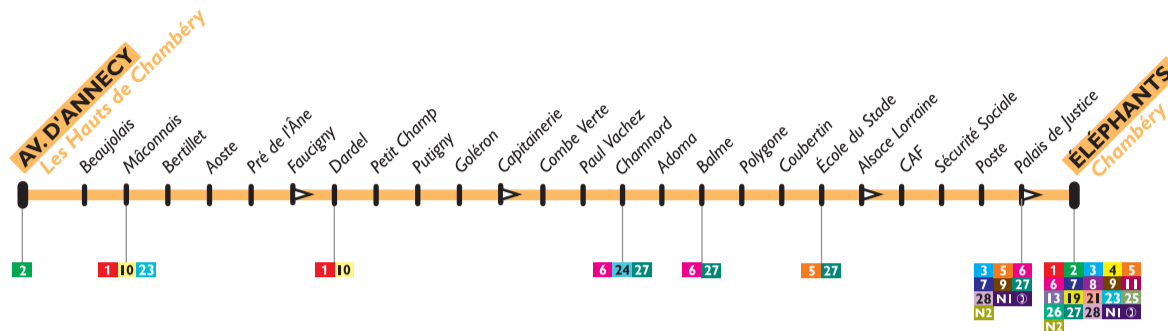 AV. D'ANNECY
Les Hauts de Chambéry
Beaujolais
Mâconnais
Bertillet
Aoste
Pré de l'Âne
Faucigny
Dardel
Petit Champ
Putigny
Goléron
Capitainerie
Combe Verte
Paul Vachez
Chammord
Adoma
Balme
Polygone
Coubertin
École du Stade
Alsace Lorraine
CAF
Sécurité Sociale
Poste
Palais de Justice
ÉLÉPHANTS
Chambéry
2
1 10 23
1 10
6 24 27
6 27
5 27
3 5 6
7 9 27
28 N1
N2
1 2 3 4 5
6 7 8 9 11
13 19 21 23 25
26 27 28 N1
N2